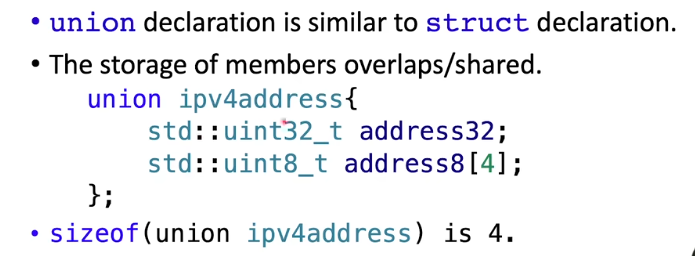 • union declaration is similar to struct declaration.
• The storage of members overlaps/shared.
union ipv4address{
std::uint32_t address32;
std::uint8_t address8[4];
};
• sizeof(union ipv4address) is 4.